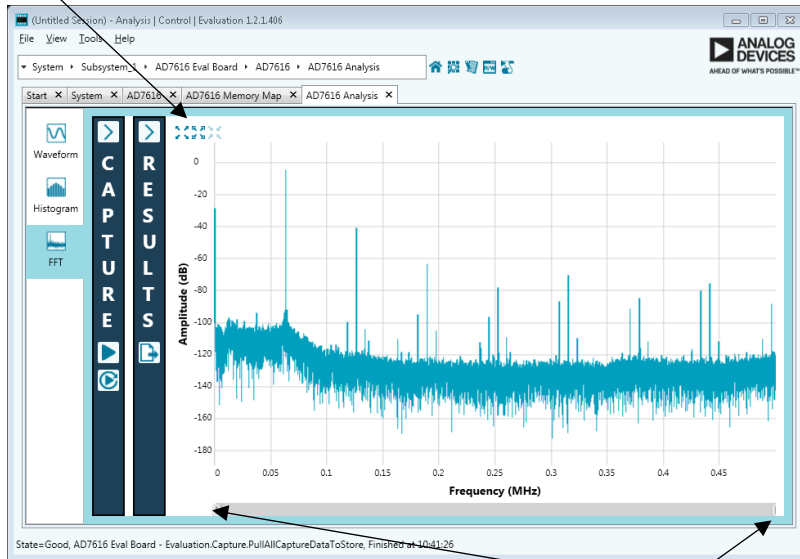 (Untitled Session) - Analysis | Control | Evaluation 1.2.1.406
File View Tools Help
ANALOG
DEVICES
AHEAD OF WHAT'S POSSIBLE™
System Subsystem_1 AD7616 Eval Board AD7616 AD7616 Analysis
Start System AD7616 AD7616 Memory Map AD7616 Analysis
Waveform
Histogram
FFT
CAPTURE
RESULTS
Amplitude (dB)
0
-20
-40
-60
-80
-100
-120
-140
-160
-180
0 0.05 0.1 0.15 0.2 0.25 0.3 0.35 0.4 0.45
Frequency (MHz)
State=Good, AD7616 Eval Board - Evaluation.Capture.PullAllCaptureDataToStore, Finished at 10:41:26